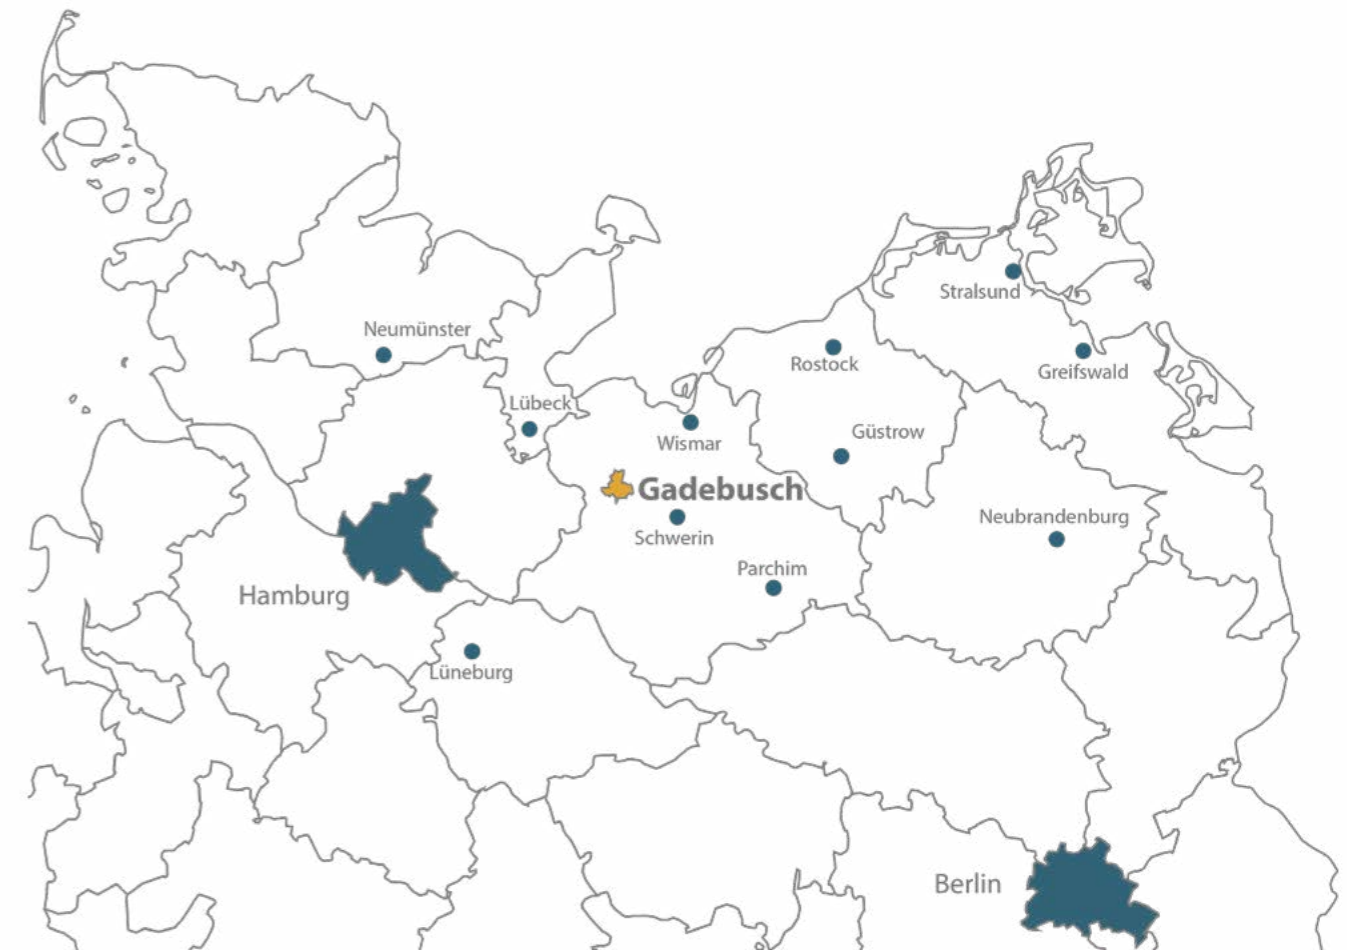 Stralsund
Neumünster
Rostock
Greifswald
Lübeck
Güstrow
Wismar
Gadebusch
Neubrandenburg
Schwerin
Parchim
Hamburg
Lüneburg
Berlin